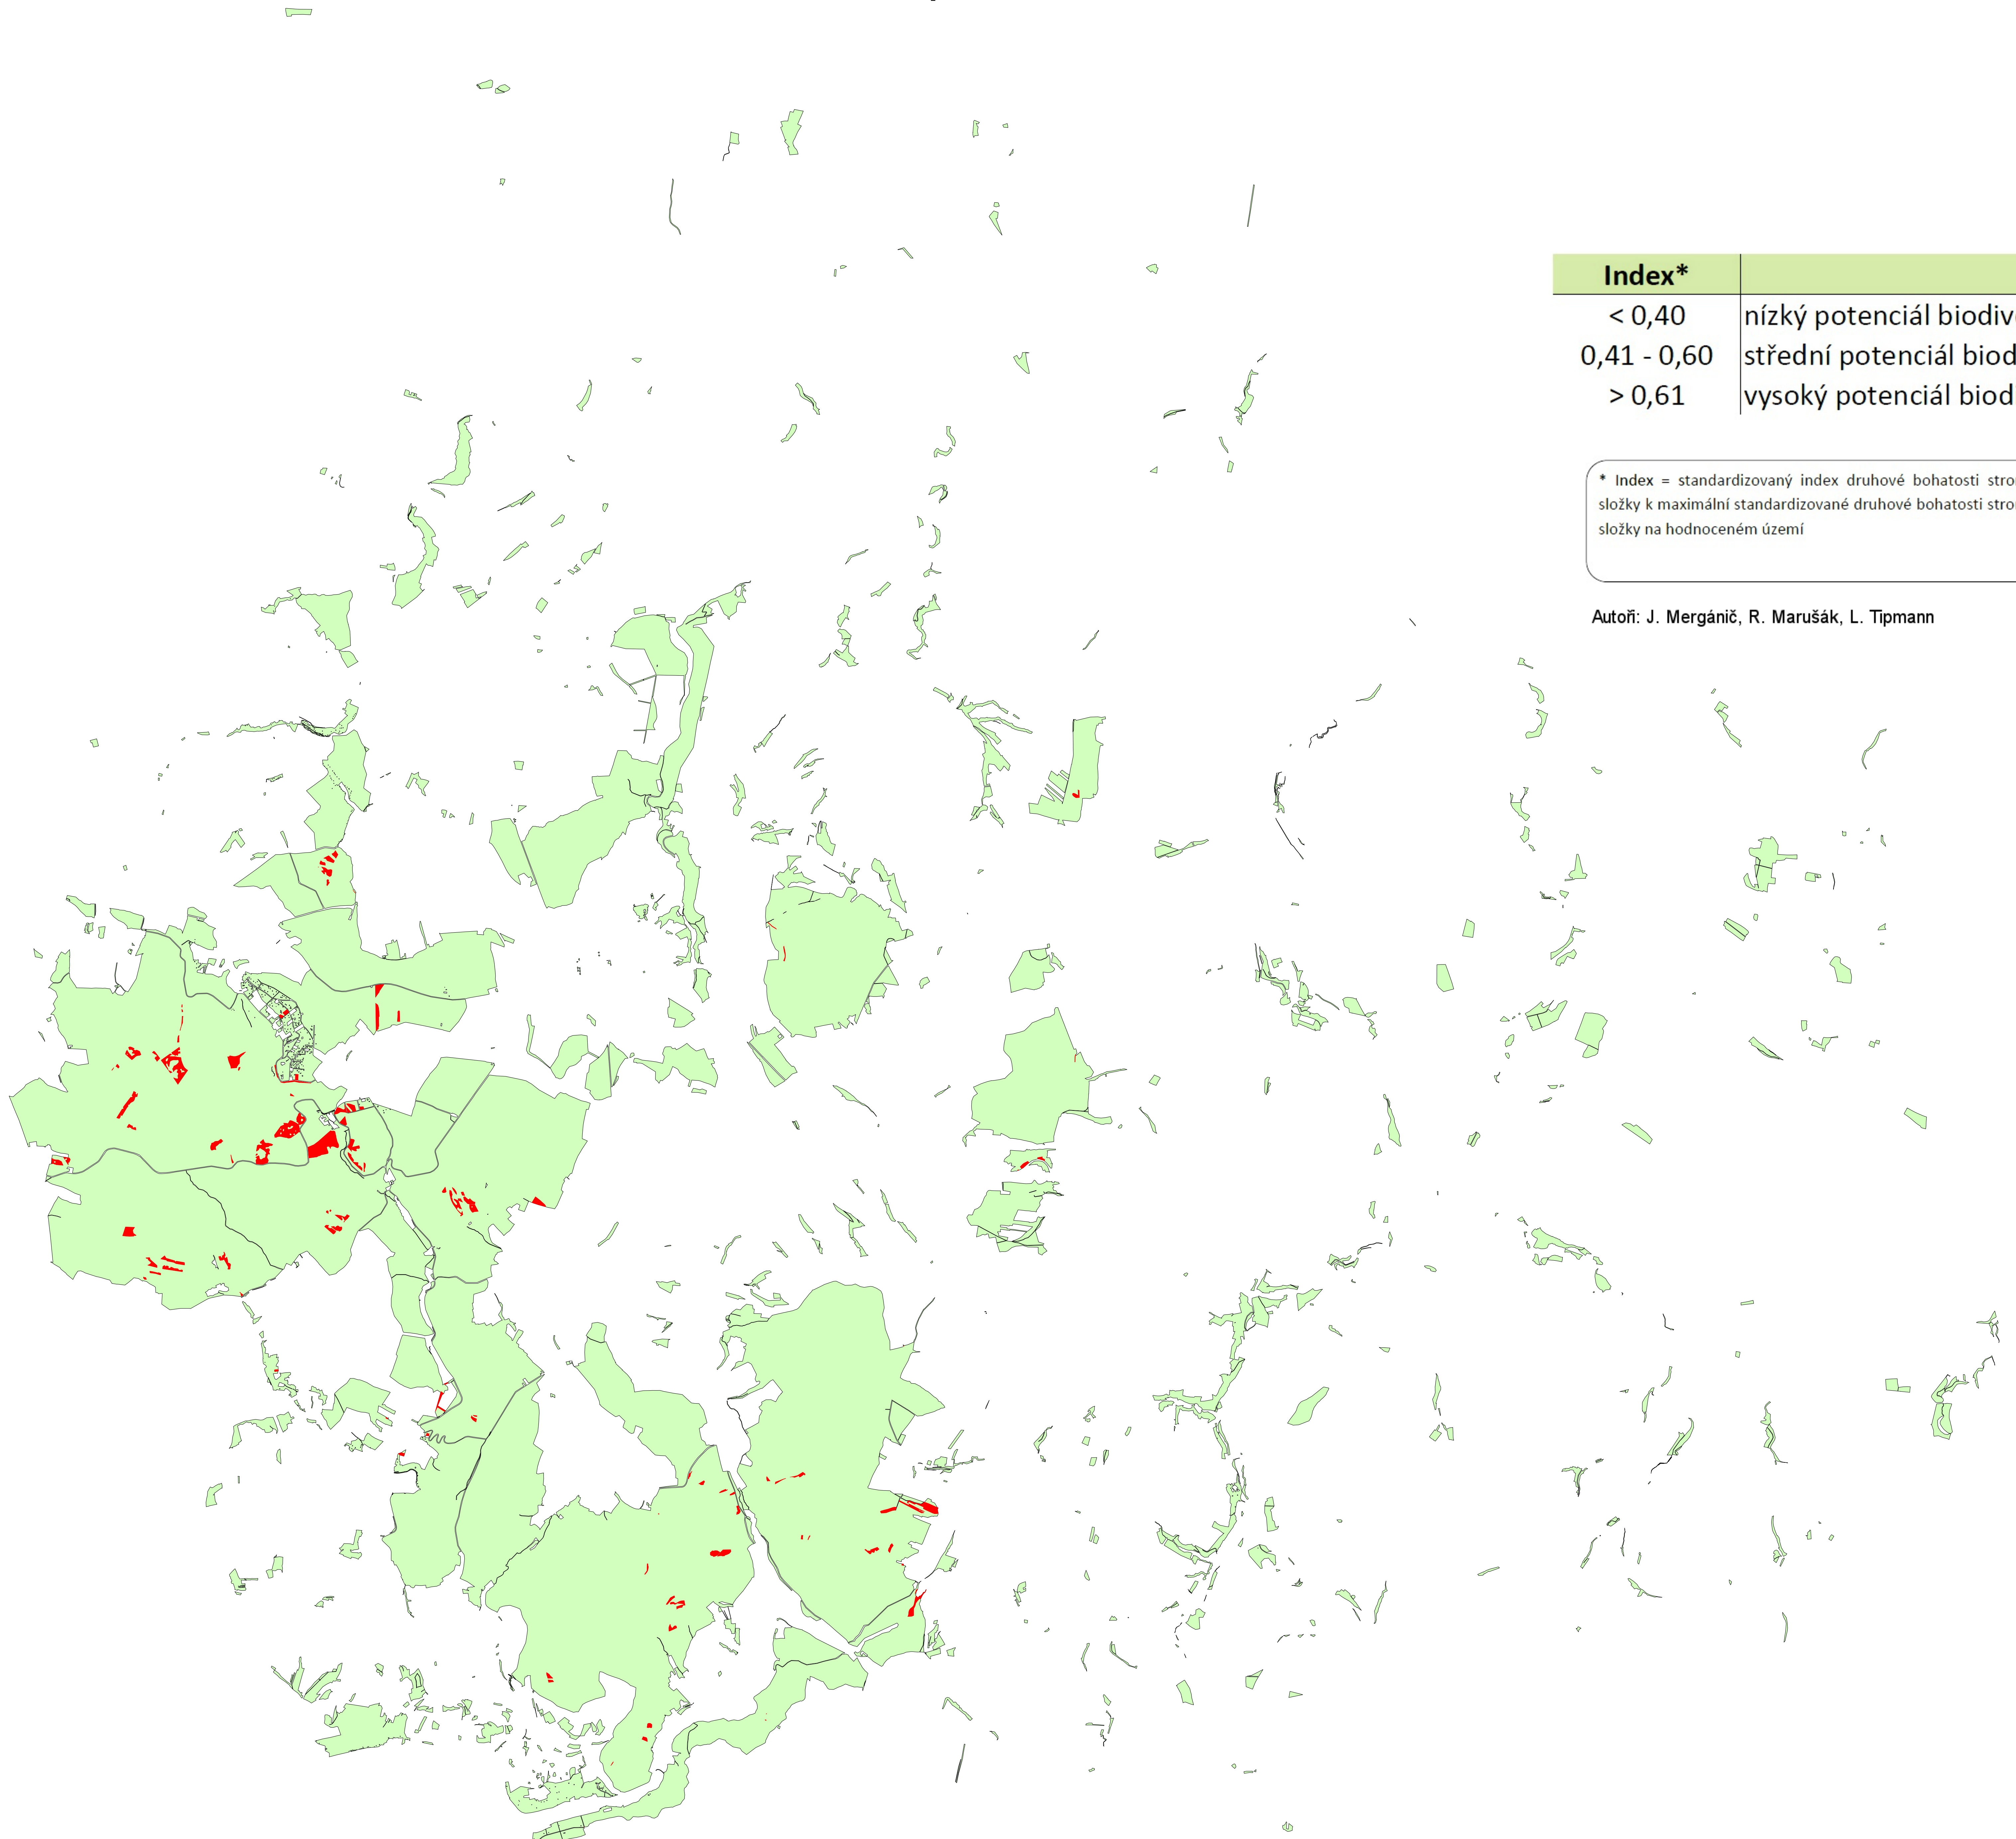 Index*
< 0,40 nízký potenciál biodiv
0,41 - 0,60 střední potenciál biod
> 0,61 vysoký potenciál biod
* Index = standardizovaný index druhové bohatosti stro
složky k maximální standardizované druhové bohatosti stro
složky na hodnoceném území
Autoři: J. Mergánič, R. Marušák, L. Tipmann